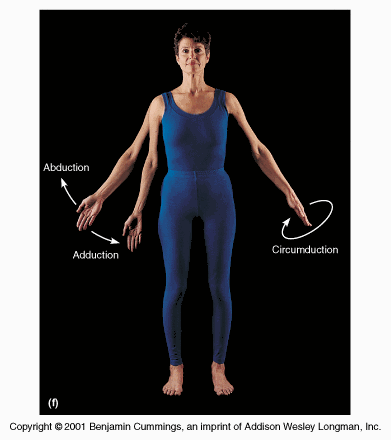 Abduction
Adduction
Circumduction
(f)
Copyright © 2001 Benjamin Cummings, an imprint of Addison Wesley Longman, Inc.